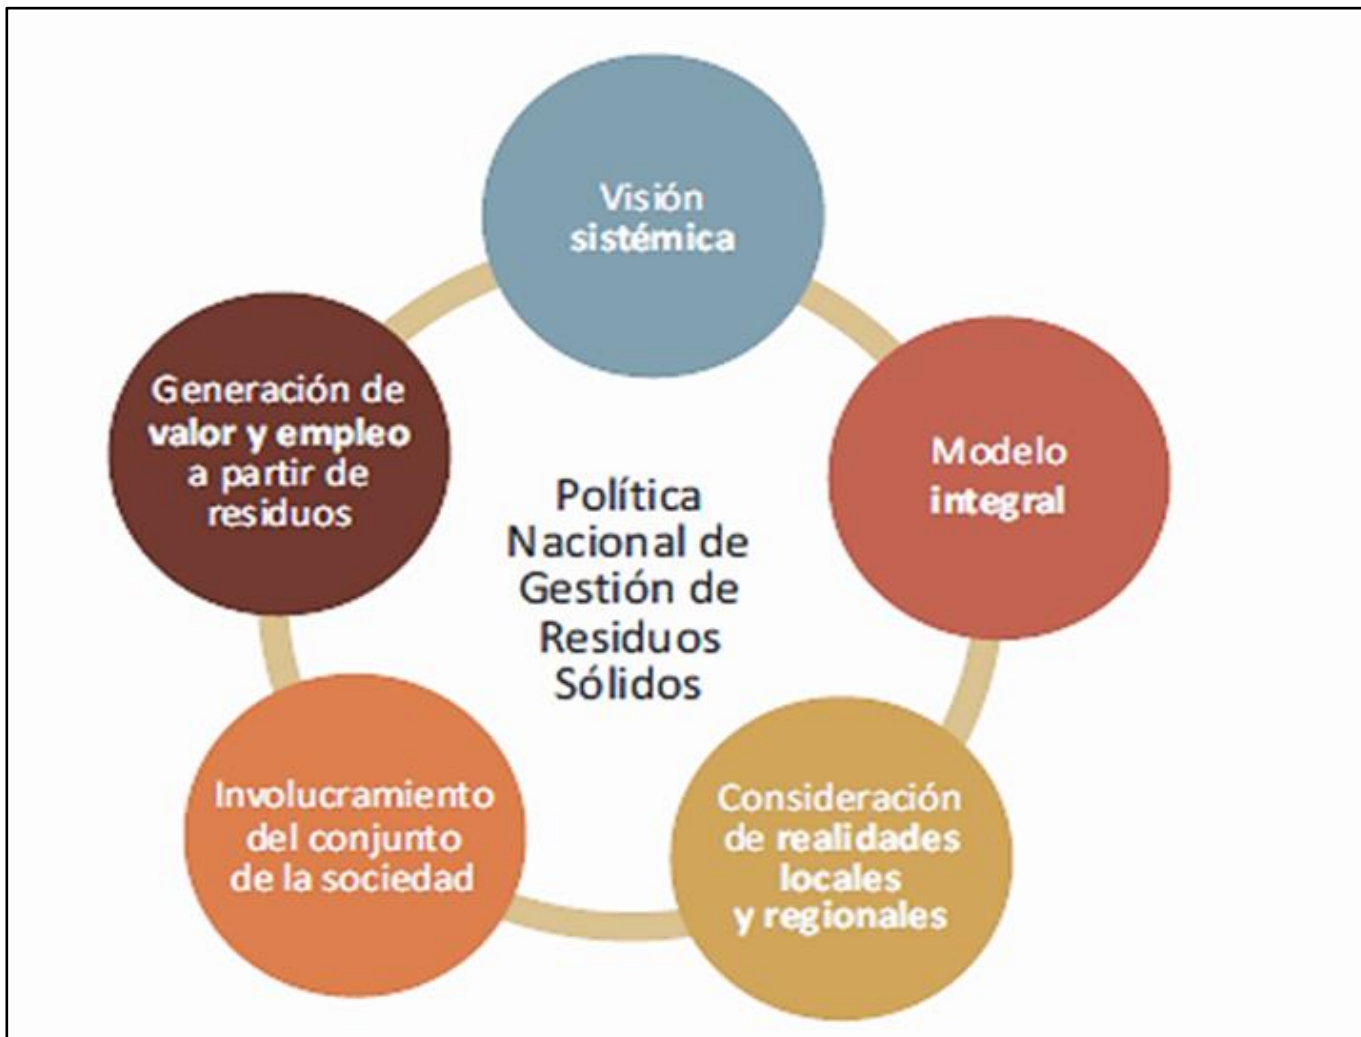 Visión
sistémica
Modelo
integral
Consideración
de realidades
locales
y regionales
Involucramiento
del conjunto
de la sociedad
Generación de
valor y empleo
a partir de
residuos
Política
Nacional de
Gestión de
Residuos
Sólidos